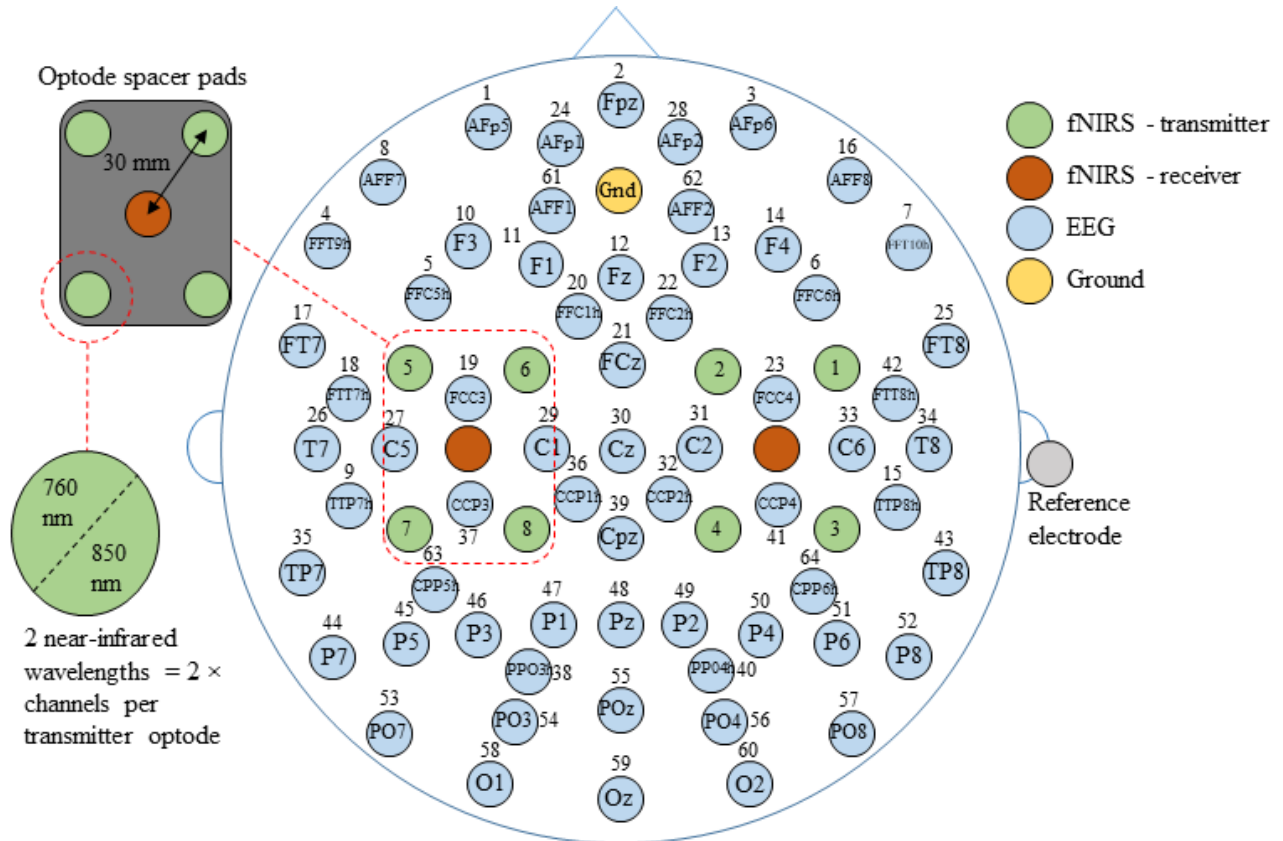 Optode spacer pads
30 mm
760
nm
850
nm
2 near-infrared
wavelengths = 2 ×
channels per
transmitter optode
fNIRS - transmitter
fNIRS - receiver
EEG
Ground
Reference
electrode
2
Fpz
1
AFp5
3
AFp6
24
AFp1
28
AFp2
8
AFF7
16
AFF8
Gnd
61
AFF1
62
AFF2
4
FFT9h
7
FFT10h
10
F3
14
F4
11
F1
12
Fz
13
F2
5
FFC5h
6
FFC6h
20
FFC1h
22
FFC2h
17
FT7
25
FT8
21
FCz
5
6
2
1
19
FCC3
23
FCC4
18
FTT7h
42
FTT8h
26
T7
27
C5
29
C1
30
Cz
31
C2
33
C6
34
T8
9
TTP7h
15
TTP8h
36
CCP1h
32
CCP2h
CCP3
37
CCP4
41
39
Cpz
7
8
4
3
35
TP7
43
TP8
63
CPP5h
64
CPP6h
44
P7
45
P5
46
P3
47
P1
48
Pz
49
P2
50
P4
51
P6
52
P8
PPO3h
38
PP04h
40
53
PO7
PO3
54
55
POz
PO4
56
57
PO8
58
O1
59
Oz
60
O2